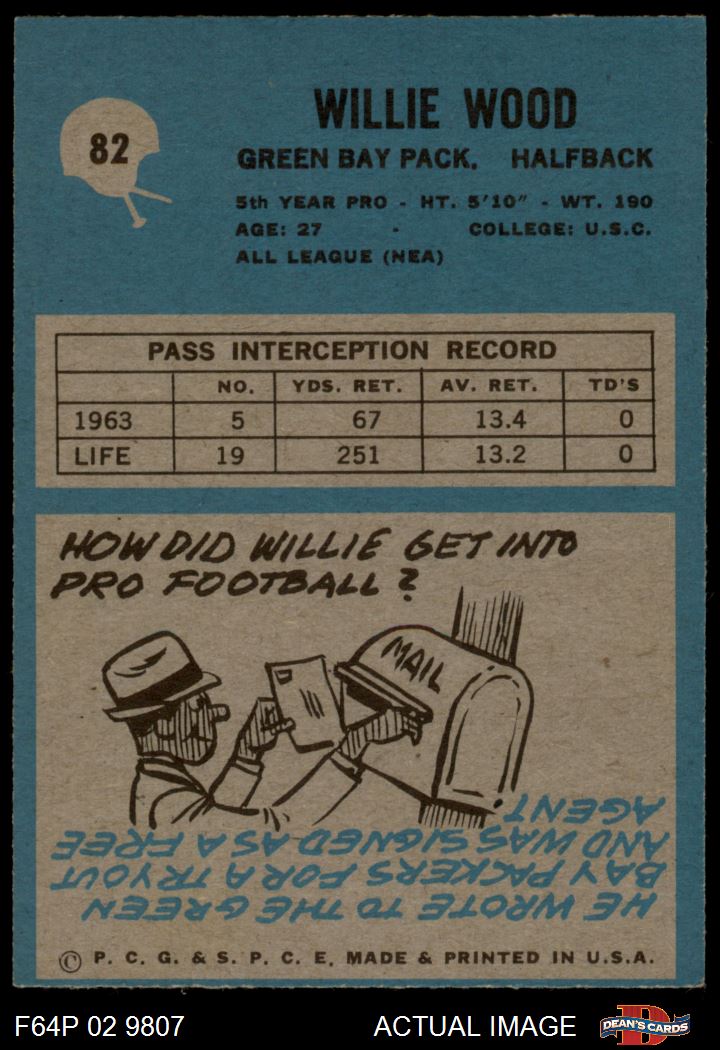 82
WILLIE WOOD
GREEN BAY PACK. HALFBACK
5th YEAR PRO - HT. 5'10" - WT. 190
AGE: 27 - COLLEGE: U.S.C.
ALL LEAGUE (NEA)
PASS INTERCEPTION RECORD
NO. YDS. RET. AV. RET. TD'S
1963 5 67 13.4 0
LIFE 19 251 13.2 0
HOW DID WILLIE GET INTO
PRO FOOTBALL?
MAIL
HE WROTE TO THE GREEN
BAY PACKERS FOR A TRYOUT
AND WAS SIGNED AS A FREE
AGENT
© P. C. G. & S. P. C. E. MADE & PRINTED IN U.S.A.
F64P 02 9807 ACTUAL IMAGE
D
DEAN'S CARDS